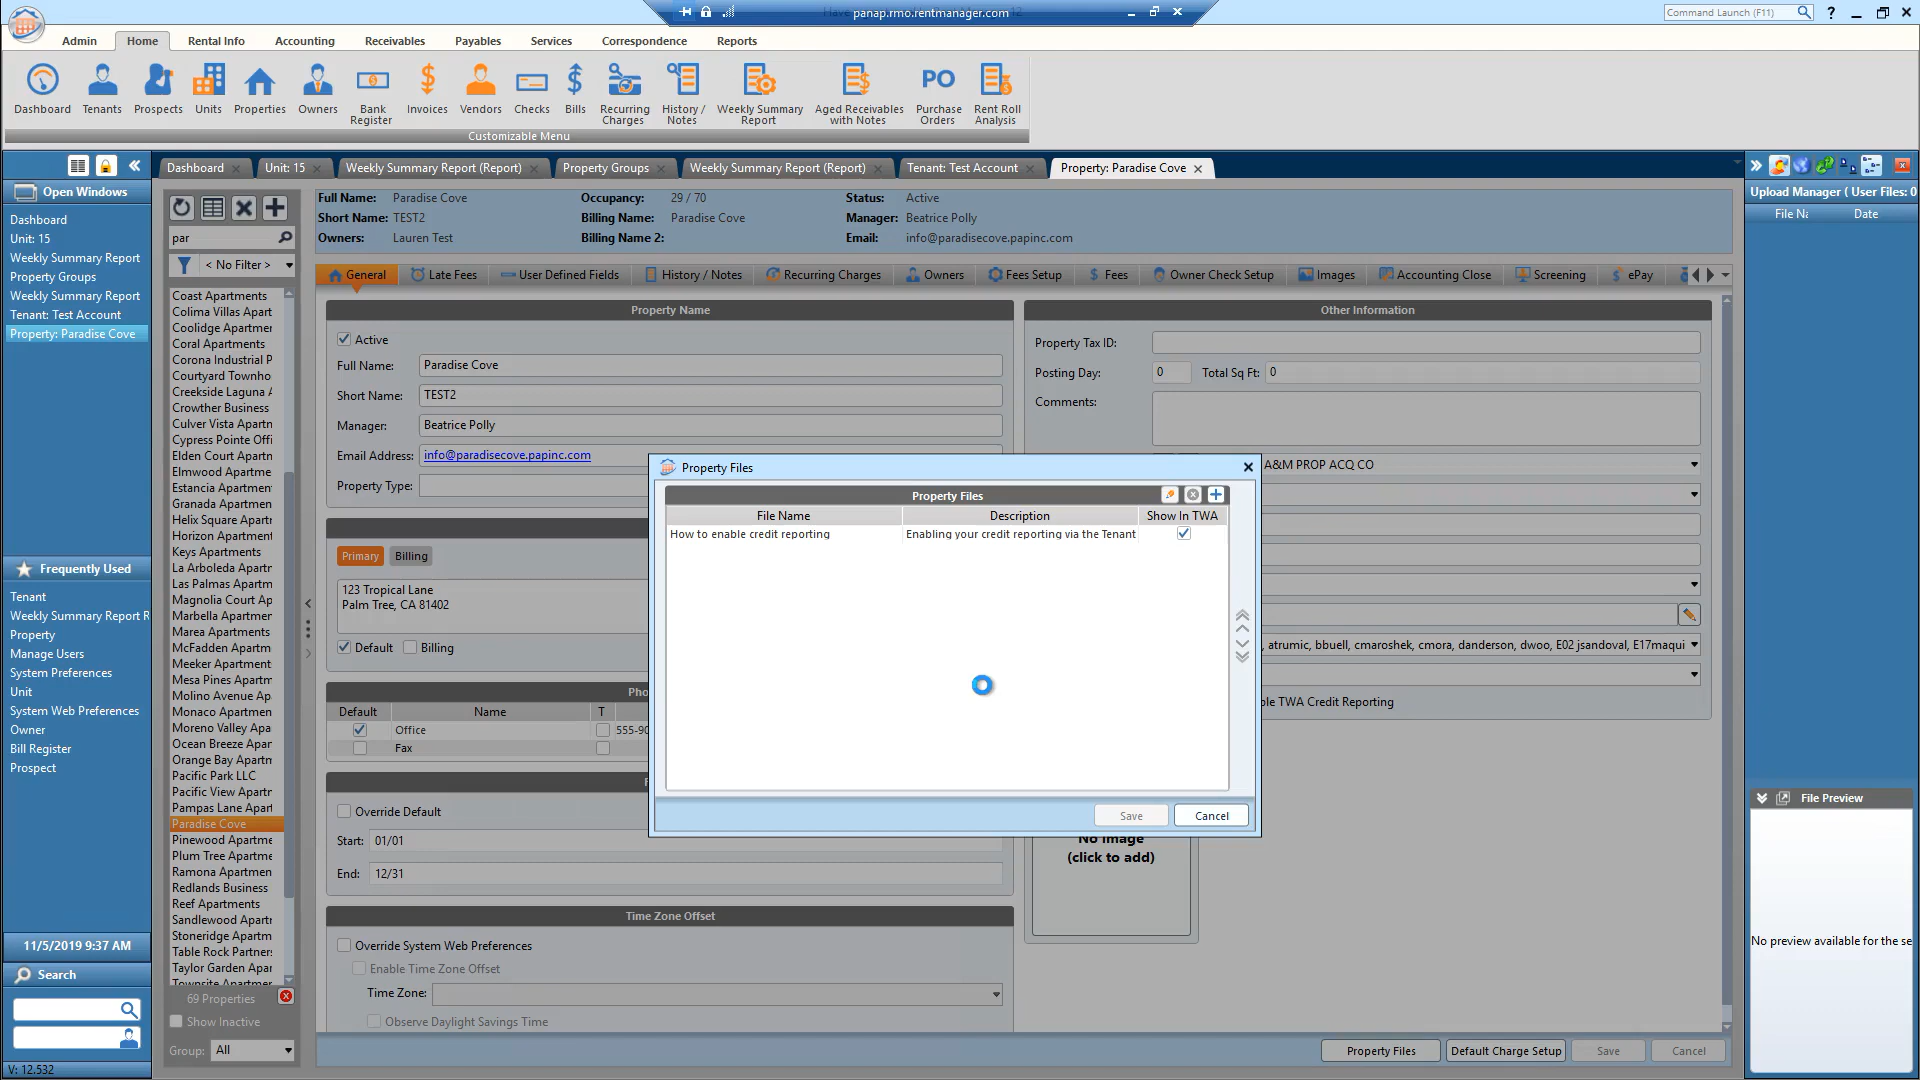 panap.rmo.rentmanager.com
Command Launch (F11)
Admin Home Rental Info Accounting Receivables Payables Services Correspondence Reports
Dashboard Tenants Prospects Units Properties Owners Bank Register Invoices Vendors Checks Bills Recurring Charges History / Notes Weekly Summary Report Aged Receivables with Notes PO Purchase Orders Rent Roll Analysis
Customizable Menu
Dashboard Unit: 15 Weekly Summary Report (Report) Property Groups Weekly Summary Report (Report) Tenant: Test Account Property: Paradise Cove
Open Windows
Dashboard
Unit: 15
Weekly Summary Report
Property Groups
Weekly Summary Report
Tenant: Test Account
Property: Paradise Cove
Frequently Used
Tenant
Weekly Summary Report R
Property
Manage Users
System Preferences
Unit
System Web Preferences
Owner
Bill Register
Prospect
11/5/2019 9:37 AM
Search
V: 12.532
par
< No Filter >
Coast Apartments
Colima Villas Apart
Coolidge Apartmer
Coral Apartments
Corona Industrial P
Courtyard Townho
Creekside Laguna A
Crowther Business
Culver Vista Apartn
Cypress Pointe Offi
Elden Court Apartn
Elmwood Apartme
Estancia Apartment
Granada Apartment
Helix Square Apartn
Horizon Apartment
Keys Apartments
La Arboleda Apartn
Las Palmas Apartm
Magnolia Court Ap
Marbella Apartmen
Marea Apartments
McFadden Apartm
Meeker Apartments
Mesa Pines Apartm
Molino Avenue Ap
Monaco Apartmen
Moreno Valley Apa
Ocean Breeze Apar
Orange Bay Apartm
Pacific Park LLC
Pacific View Apartm
Pampas Lane Apart
Paradise Cove
Pinewood Apartme
Plum Tree Apartme
Ramona Apartmen
Redlands Business
Reef Apartments
Sandlewood Apartr
Stoneridge Apartm
Table Rock Partner
Taylor Garden Apar
Townsite Apartmer
69 Properties
Show Inactive
Group: All
Full Name: Paradise Cove Occupancy: 29 / 70 Status: Active
Short Name: TEST2 Billing Name: Paradise Cove Manager: Beatrice Polly
Owners: Lauren Test Billing Name 2: Email: info@paradisecove.papinc.com
General Late Fees User Defined Fields History / Notes Recurring Charges Owners Fees Setup Fees Owner Check Setup Images Accounting Close Screening ePay
Property Name
Active
Full Name: Paradise Cove
Short Name: TEST2
Manager: Beatrice Polly
Email Address: info@paradisecove.papinc.com
Property Type:
Primary Billing
123 Tropical Lane
Palm Tree, CA 81402
Default Billing
Pho
Default Name T
Office 555-90
Fax
Override Default
Start: 01/01
End: 12/31
Time Zone Offset
Override System Web Preferences
Enable Time Zone Offset
Time Zone:
Observe Daylight Savings Time
Other Information
Property Tax ID:
Posting Day: 0 Total Sq Ft: 0
Comments:
A&M PROP ACQ CO
, atrumic, bbuell, cmaroshek, cmora, danderson, dwoo, E02 jsandoval, E17maqui
ble TWA Credit Reporting
No Image
(click to add)
Property Files
Property Files
File Name Description Show In TWA
How to enable credit reporting Enabling your credit reporting via the Tenant
Save Cancel
Property Files Default Charge Setup Save Cancel
Upload Manager ( User Files: 0
File Na Date
File Preview
No preview available for the se